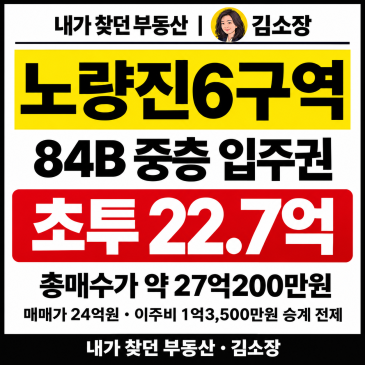 내가 찾던 부동산 | 김소장
노량진6구역
84B 중층 입주권
초투 22.7억
총매수가 약 27억200만원
매매가 24억원 · 이주비 1억3,500만원 승계 전제
내가 찾던 부동산 · 김소장